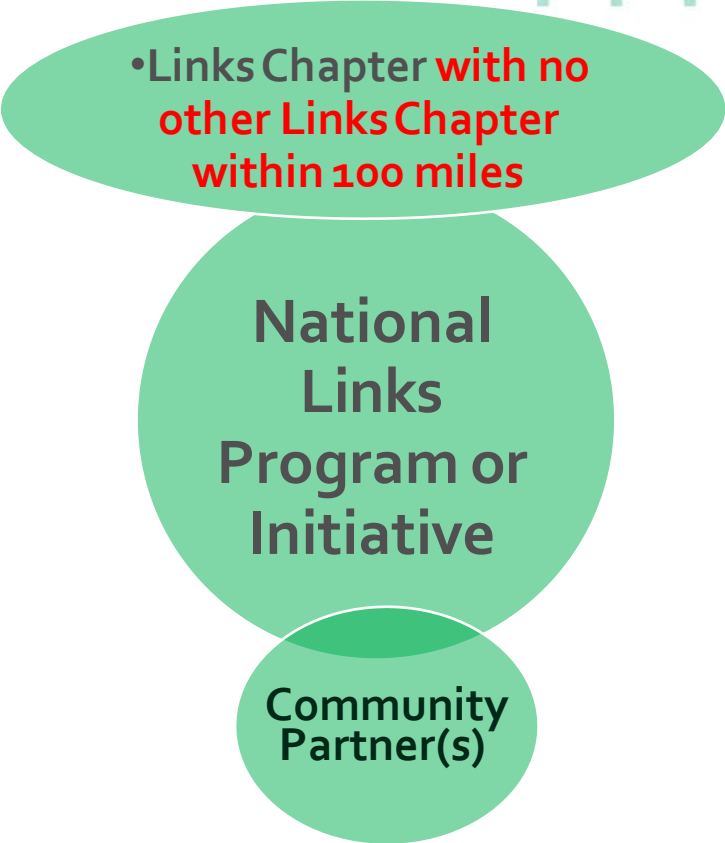 •Links Chapter with no
other Links Chapter
within 100 miles
National
Links
Program or
Initiative
Community
Partner(s)